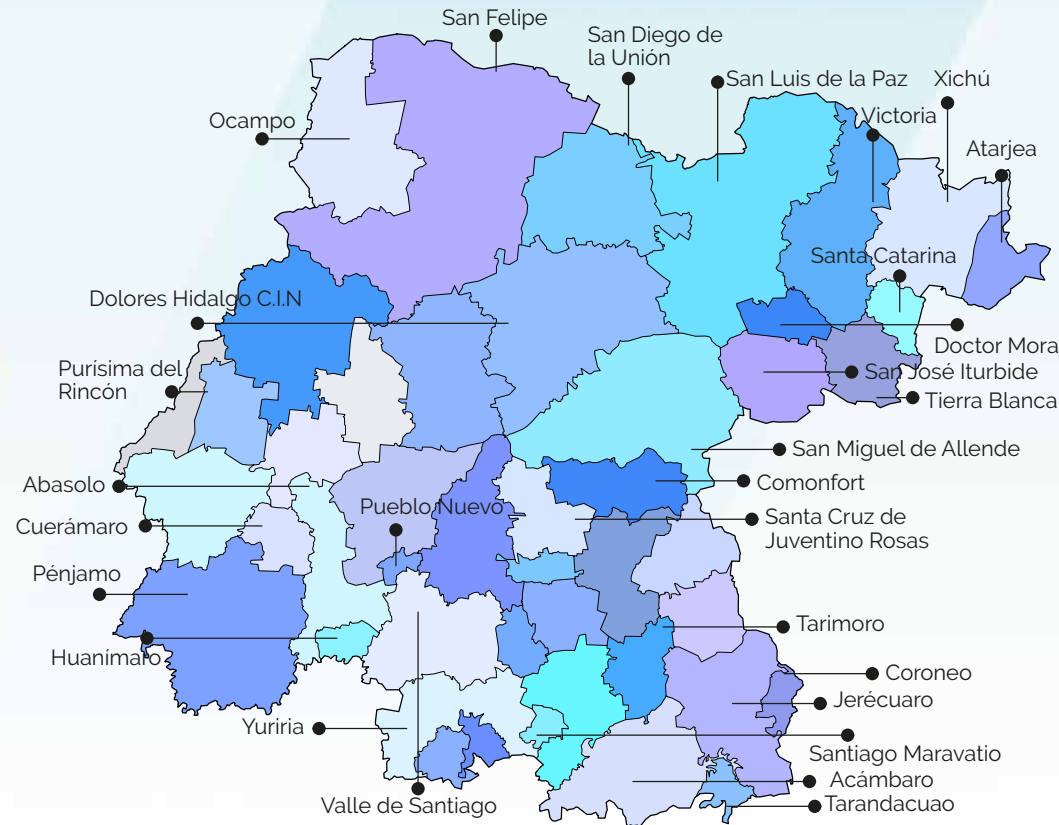 San Felipe
San Diego de
la Unión
San Luis de la Paz
Xichú
Victoria
Ocampo
Atarjea
Santa Catarina
Dolores Hidalgo C.I.N
Doctor Mora
Purísima del
Rincón
San José Iturbide
Tierra Blanca
San Miguel de Allende
Abasolo
Comonfort
Pueblo Nuevo
Cuerámaro
Santa Cruz de
Juventino Rosas
Pénjamo
Tarimoro
Huanímaro
Coroneo
Jerécuaro
Yuriria
Santiago Maravatio
Acámbaro
Valle de Santiago
Tarandacuao